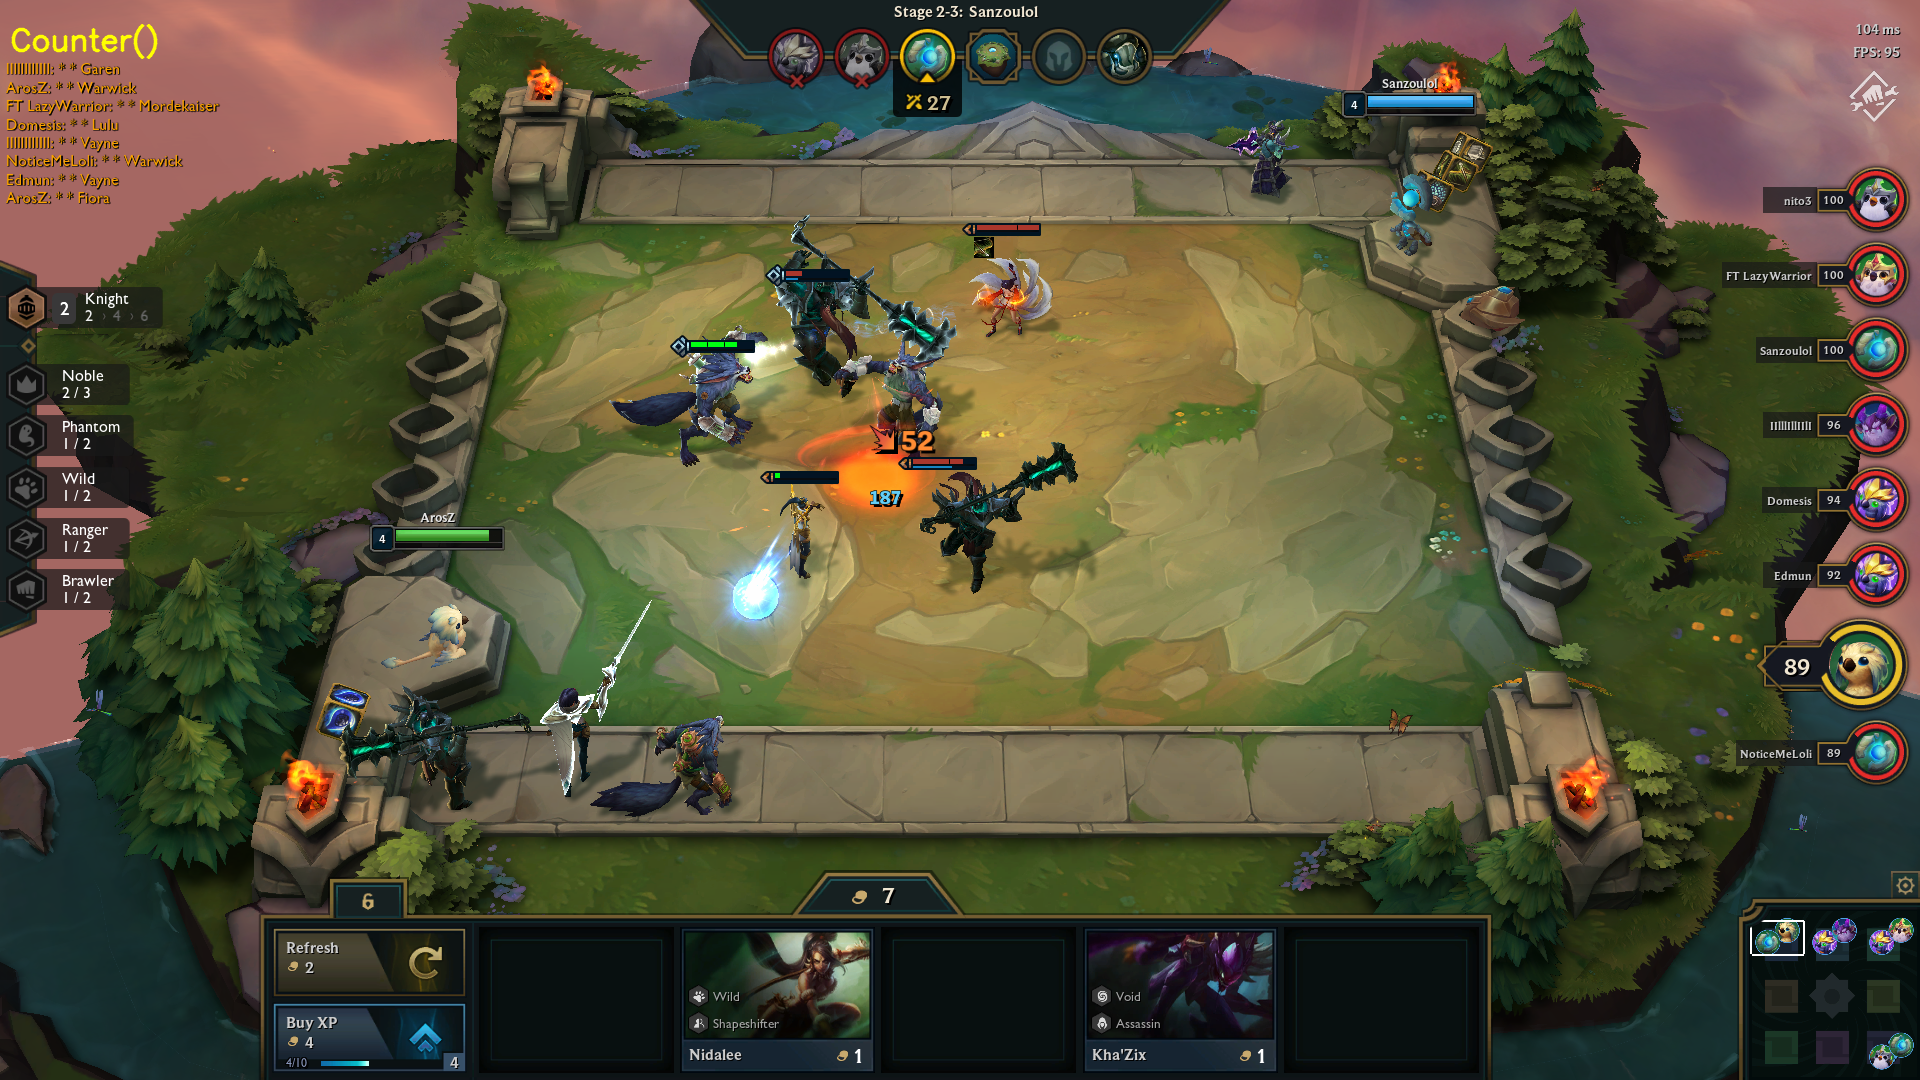 Stage 2-3: Sanzoulol
Counter()
llllllllllll: * * Garen
ArosZ: * * Warwick
FT LazyWarrior: * * Mordekaiser
Domesis: * * Lulu
llllllllllll: * * Vayne
NoticeMeLoli: * * Warwick
Edmun: * * Vayne
ArosZ: * * Fiora
27
104 ms
FPS: 95
Sanzoulol
4
nito3 100
FT LazyWarrior 100
Sanzoulol 100
96
Domesis 94
Edmun 92
89
NoticeMeLoli 89
2 Knight
2 › 4 › 6
Noble
2 / 3
Phantom
1 / 2
Wild
1 / 2
Ranger
1 / 2
Brawler
1 / 2
ArosZ
4
52
187
6
7
Refresh
2
Buy XP
4
4/10
4
Wild
Shapeshifter
Nidalee 1
Void
Assassin
Kha'Zix 1